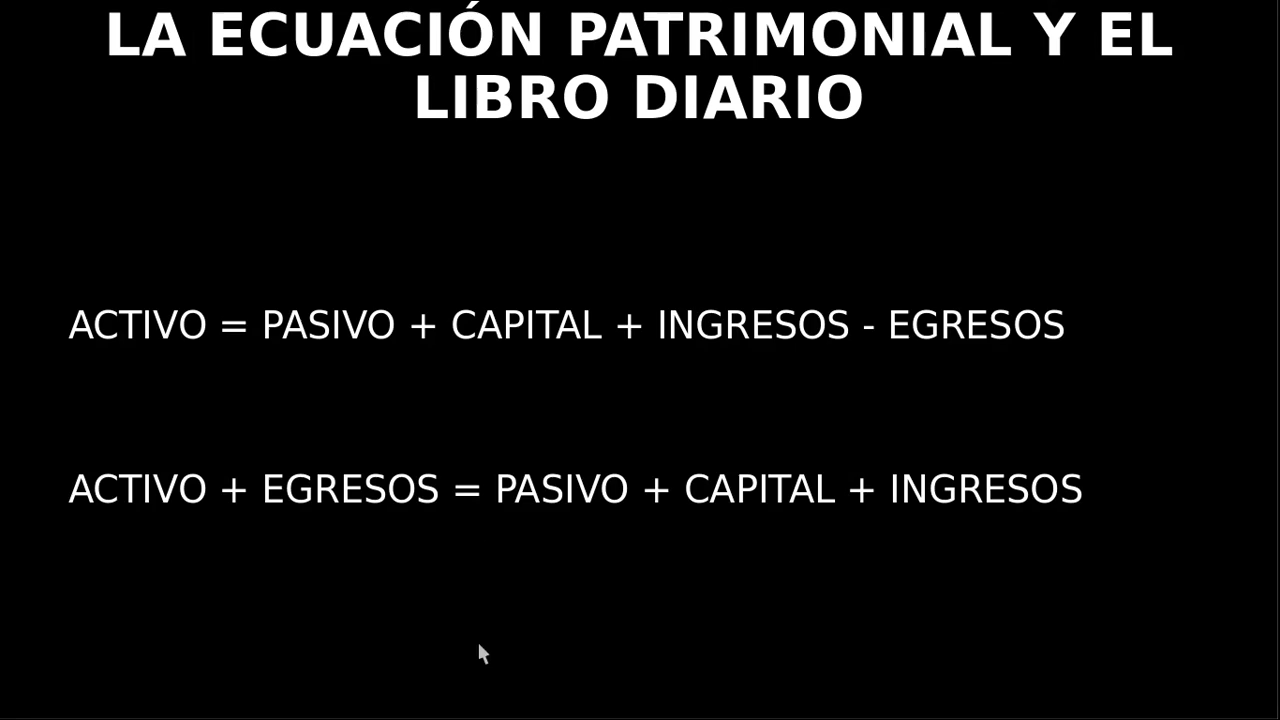 LA ECUACIÓN PATRIMONIAL Y EL
LIBRO DIARIO
ACTIVO = PASIVO + CAPITAL + INGRESOS - EGRESOS
ACTIVO + EGRESOS = PASIVO + CAPITAL + INGRESOS